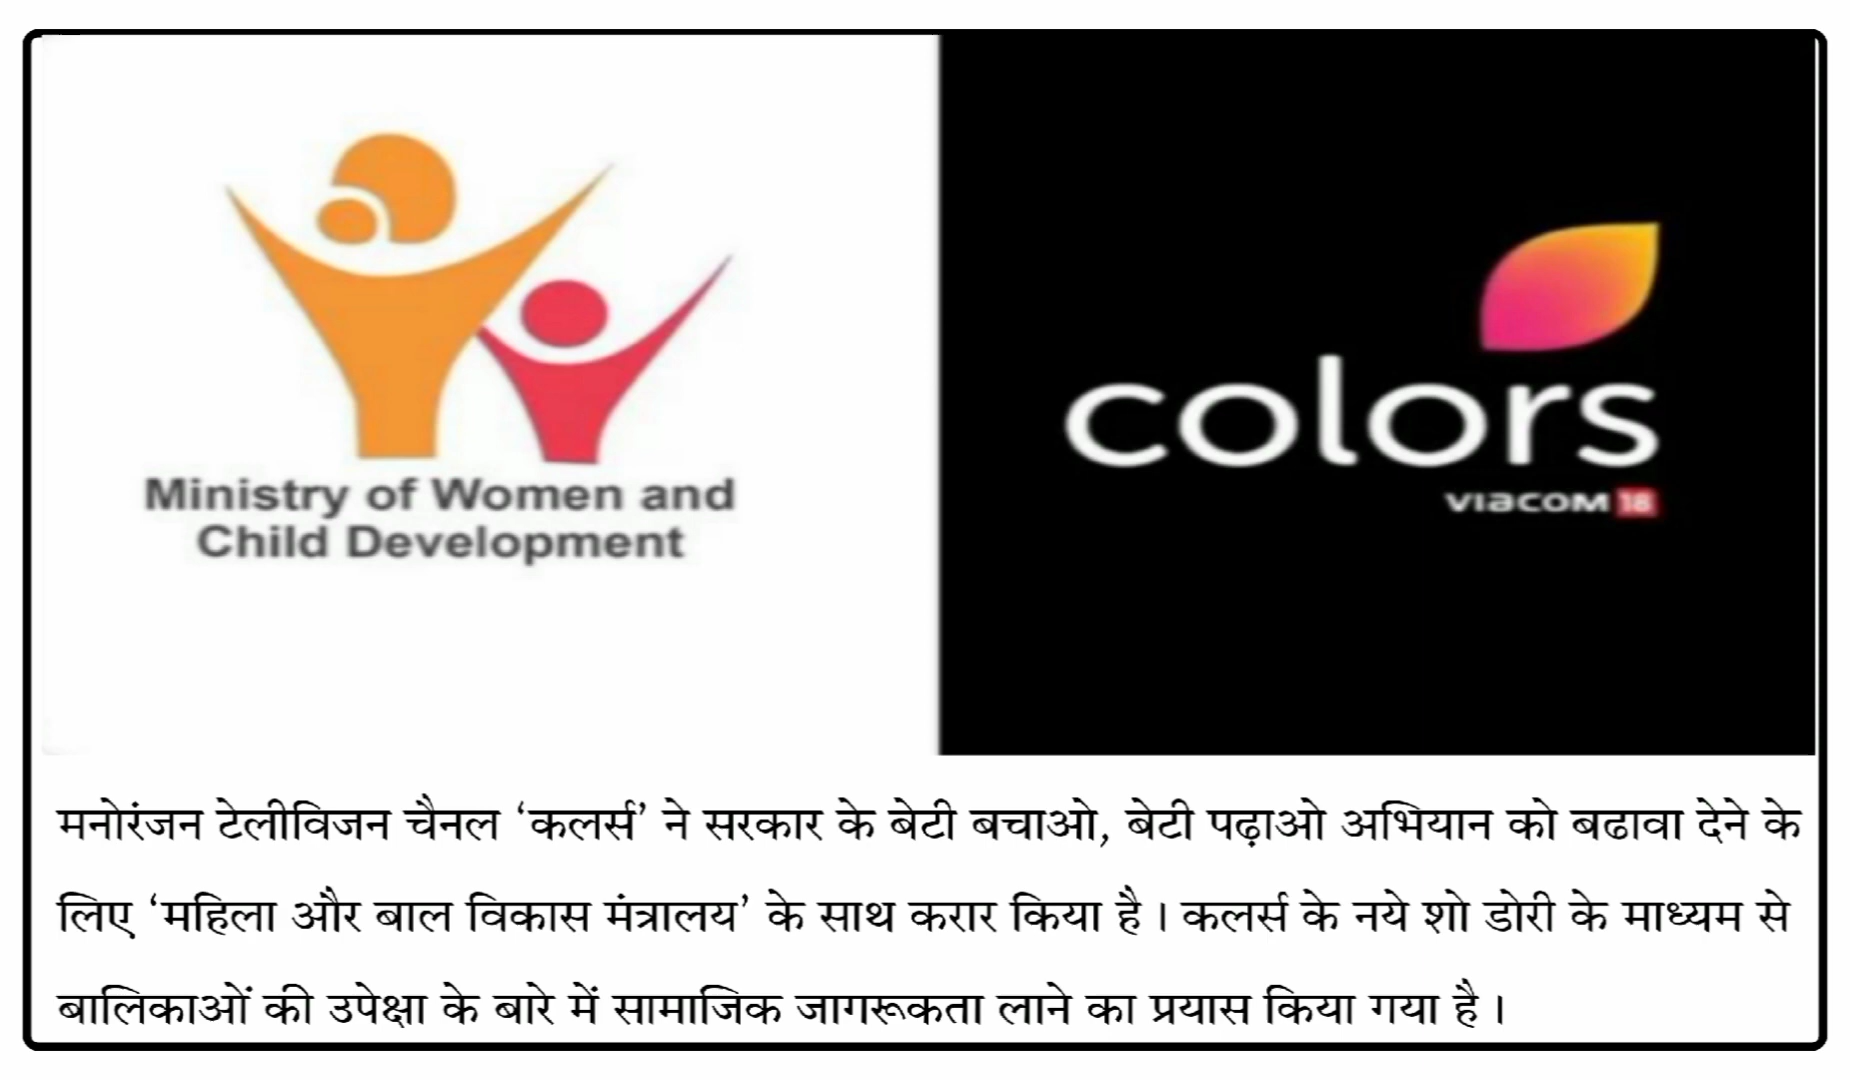 Ministry of Women and
Child Development
colors
VIACOM 18
मनोरंजन टेलीविजन चैनल ‘कलर्स’ ने सरकार के बेटी बचाओ, बेटी पढ़ाओ अभियान को बढावा देने के
लिए ‘महिला और बाल विकास मंत्रालय’ के साथ करार किया है । कलर्स के नये शो डोरी के माध्यम से
बालिकाओं की उपेक्षा के बारे में सामाजिक जागरूकता लाने का प्रयास किया गया है ।